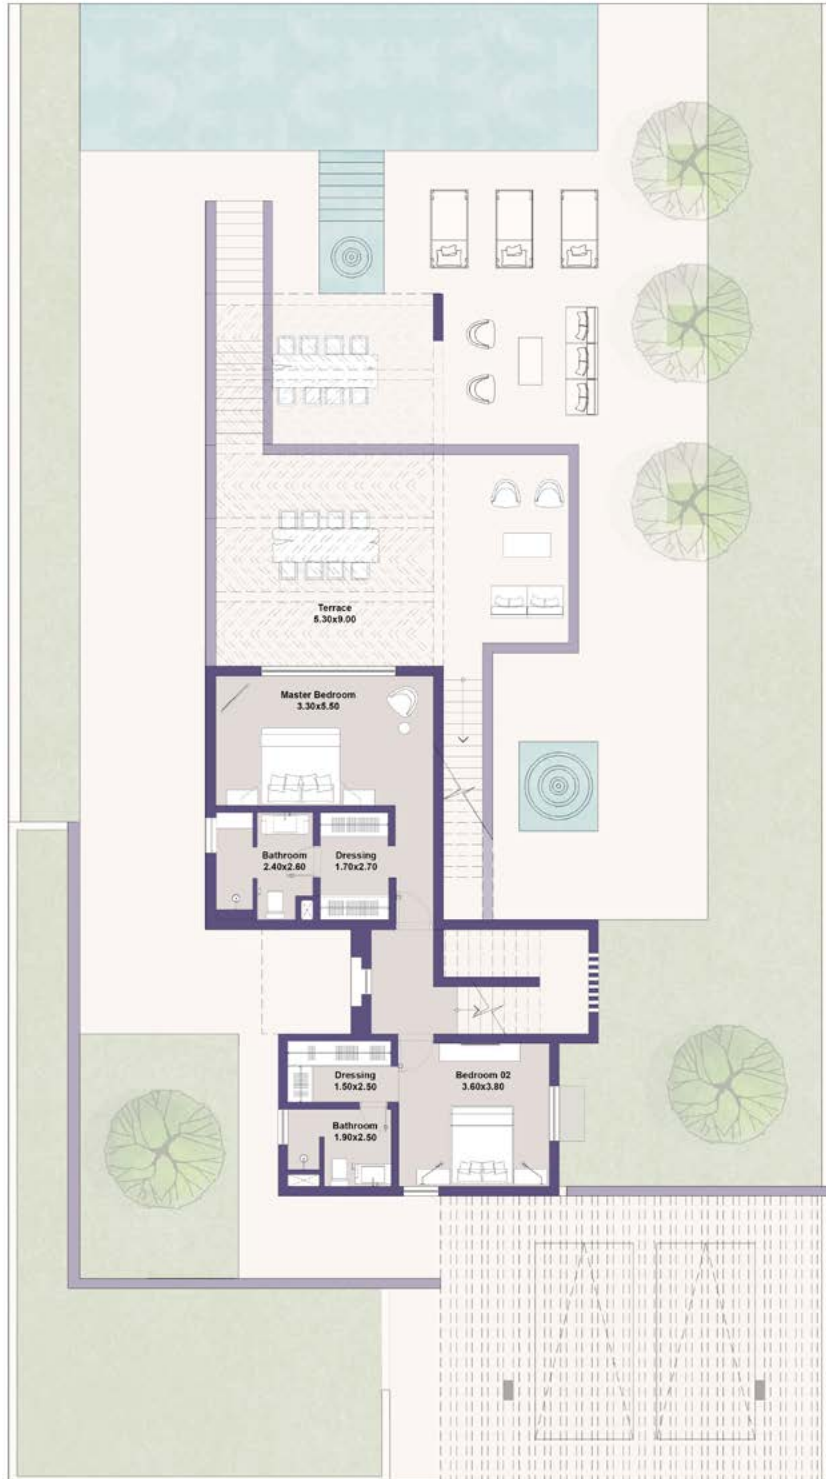 Terrace
5.30x9.00
Master Bedroom
3.30x5.50
Bathroom
2.40x2.60
Dressing
1.70x2.70
Dressing
1.50x2.50
Bedroom 02
3.60x3.80
Bathroom
1.90x2.50